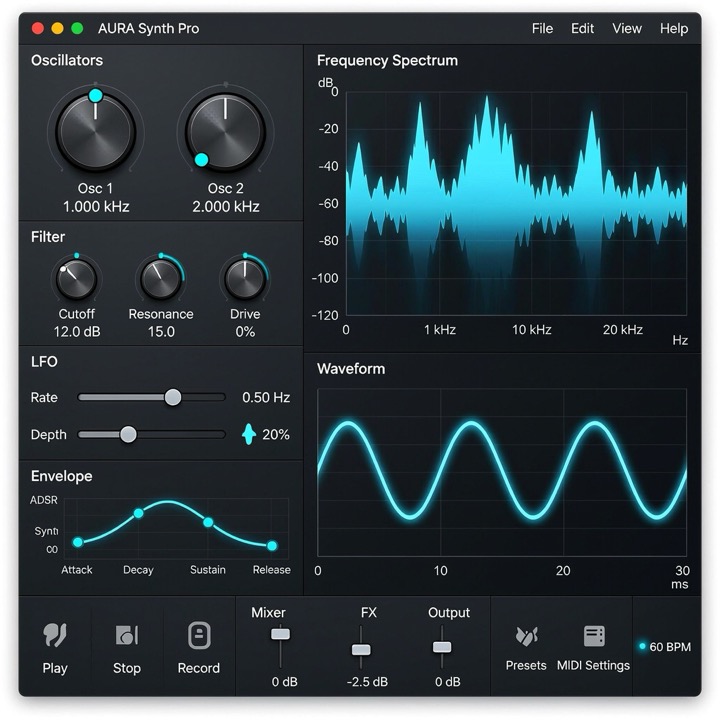 AURA Synth Pro
File Edit View Help
Oscillators
Osc 1
1.000 kHz
Osc 2
2.000 kHz
Filter
Cutoff
12.0 dB
Resonance
15.0
Drive
0%
LFO
Rate 0.50 Hz
Depth 20%
Envelope
ADSR
Synti
00
Attack Decay Sustain Release
Frequency Spectrum
dB
0
-20
-40
-60
-80
-100
-120
0 1 kHz 10 kHz 20 kHz
Hz
Waveform
0 10 20 30
ms
Play Stop Record
Mixer
0 dB
FX
-2.5 dB
Output
0 dB
Presets MIDI Settings
60 BPM